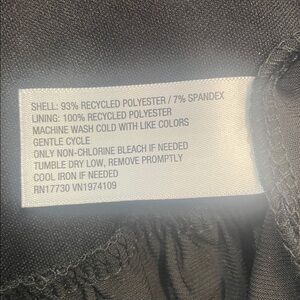 SHELL: 93% RECYCLED POLYESTER / 7% SPANDEX
LINING: 100% RECYCLED POLYESTER
MACHINE WASH COLD WITH LIKE COLORS
GENTLE CYCLE
ONLY NON-CHLORINE BLEACH IF NEEDED
TUMBLE DRY LOW, REMOVE PROMPTLY
COOL IRON IF NEEDED
RN17730 VN1974109